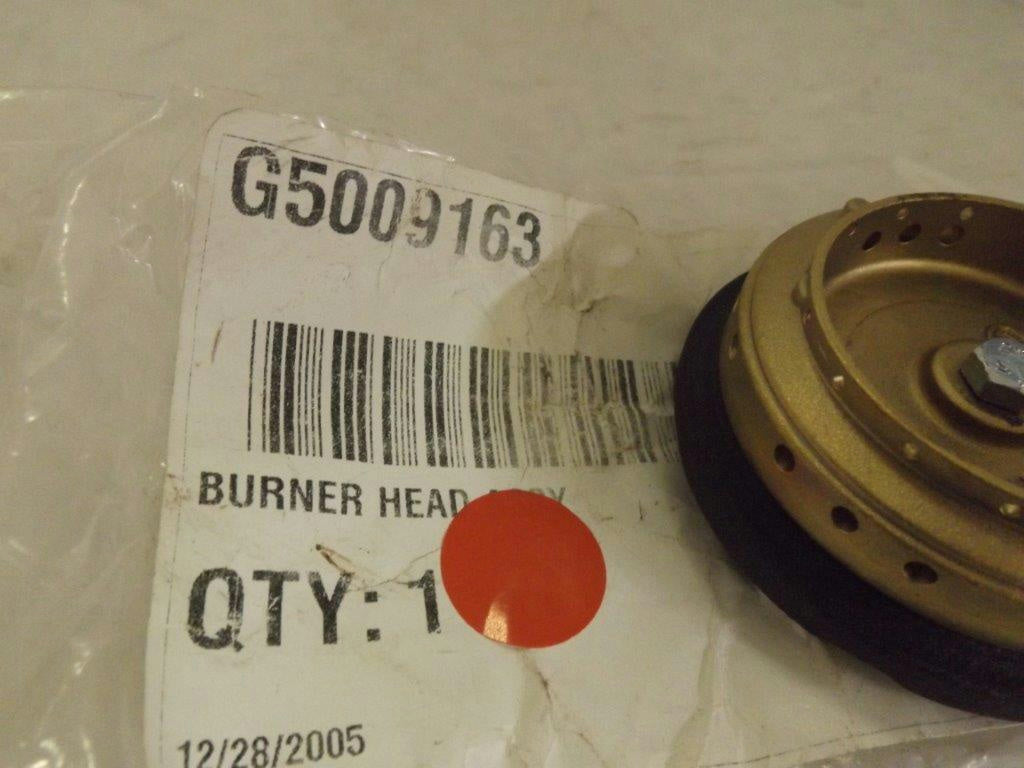 G5009163
BURNER HEAD
QTY: 1
12/28/2005